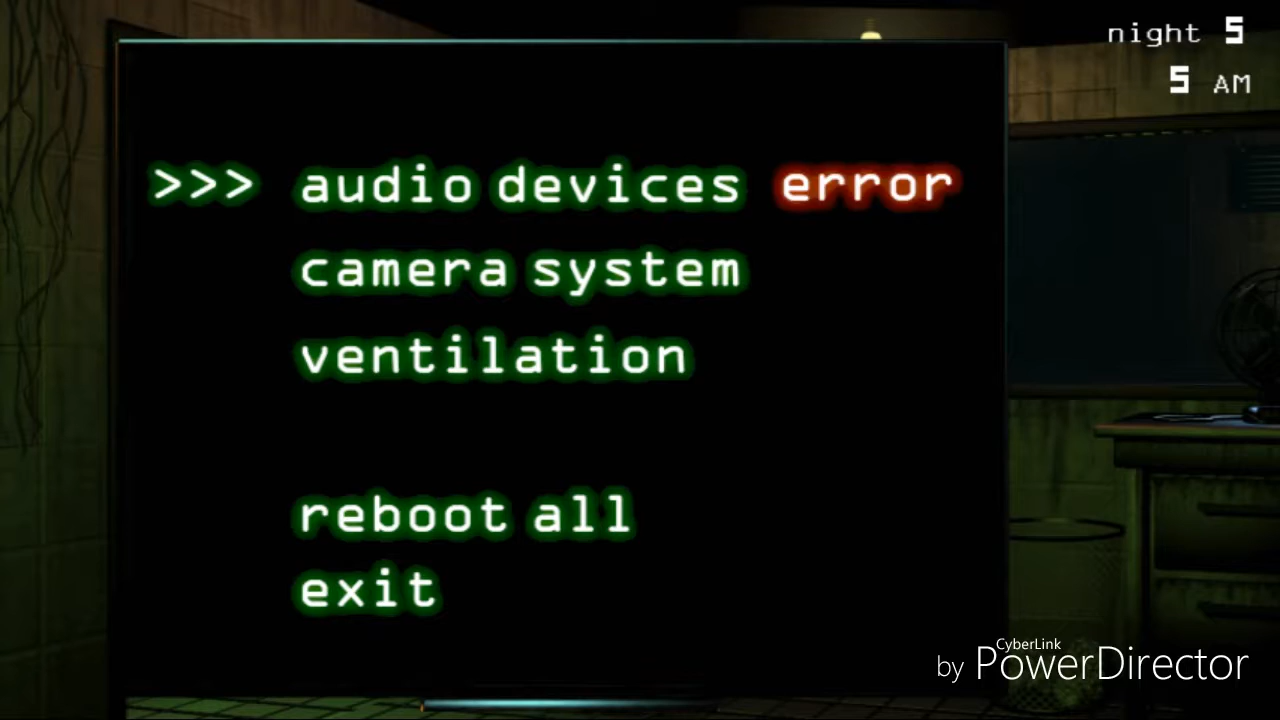 night 5
5 AM
>>> audio devices error
camera system
ventilation
reboot all
exit
CyberLink
by PowerDirector